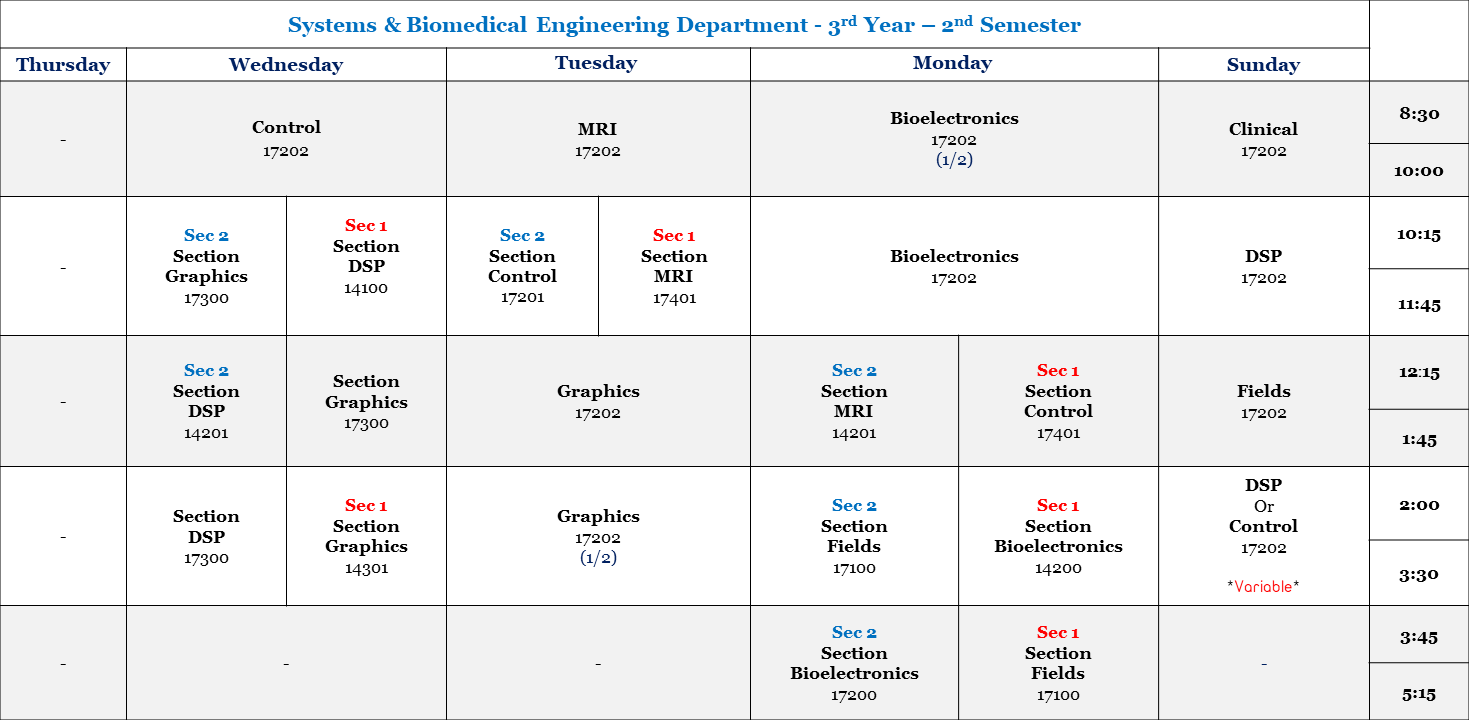 Systems & Biomedical Engineering Department - 3rd Year – 2nd Semester
Thursday
Wednesday
Tuesday
Monday
Sunday
-
Control
17202
MRI
17202
Bioelectronics
17202
(1/2)
Clinical
17202
8:30
10:00
-
Sec 2
Section
Graphics
17300
Sec 1
Section
DSP
14100
Sec 2
Section
Control
17201
Sec 1
Section
MRI
17401
Bioelectronics
17202
DSP
17202
10:15
11:45
-
Sec 2
Section
DSP
14201
Section
Graphics
17300
Graphics
17202
Sec 2
Section
MRI
14201
Sec 1
Section
Control
17401
Fields
17202
12:15
1:45
-
Section
DSP
17300
Sec 1
Section
Graphics
14301
Graphics
17202
(1/2)
Sec 2
Section
Fields
17100
Sec 1
Section
Bioelectronics
14200
DSP
Or
Control
17202
*Variable*
2:00
3:30
-
-
-
Sec 2
Section
Bioelectronics
17200
Sec 1
Section
Fields
17100
-
3:45
5:15